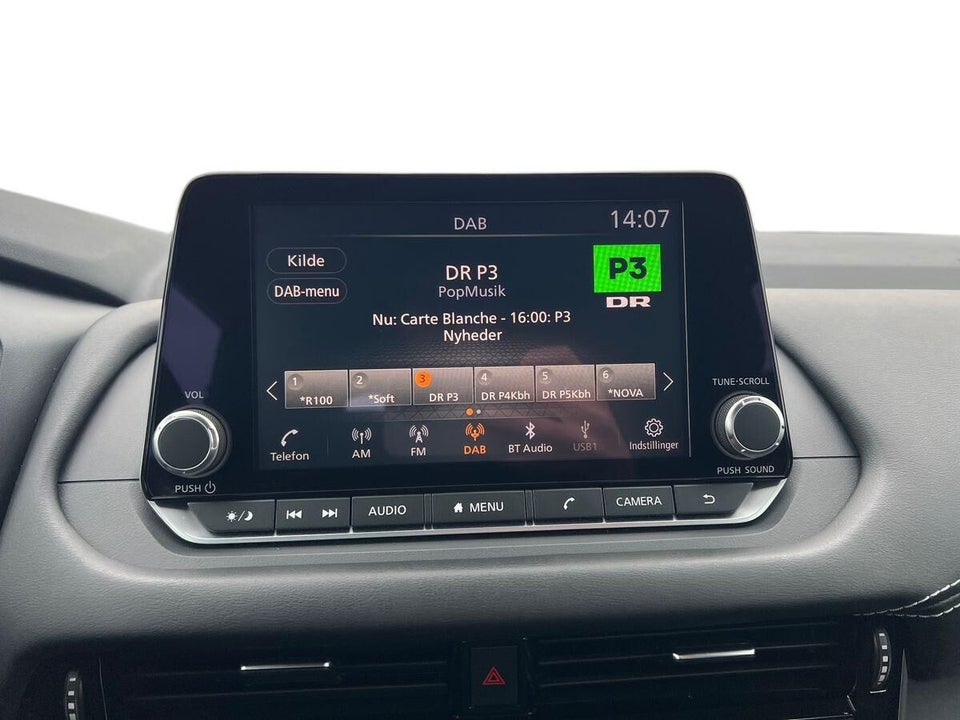 DAB
14:07
Kilde
DAB-menu
DR P3
PopMusik
P3
DR
Nu: Carte Blanche - 16:00: P3
Nyheder
1
*R100
2
*Soft
3
DR P3
4
DR P4Kbh
5
DR P5Kbh
6
*NOVA
Telefon
AM
FM
DAB
BT Audio
USB1
Indstillinger
VOL
PUSH
TUNE·SCROLL
PUSH SOUND
AUDIO
MENU
CAMERA